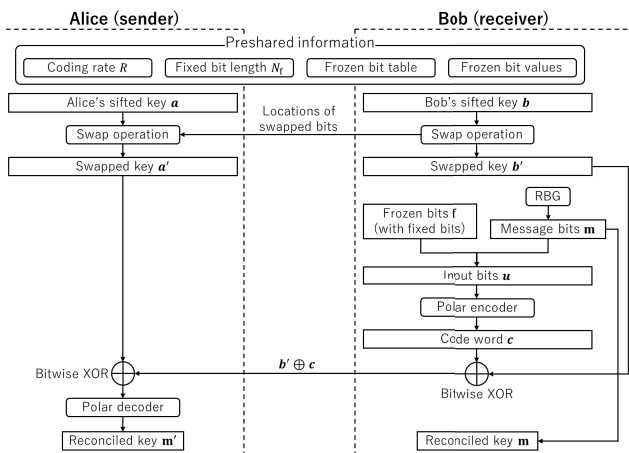 Alice (sender)
Bob (receiver)
Preshared information
Coding rate R
Fixed bit length N_f
Frozen bit table
Frozen bit values
Alice's sifted key a
Bob's sifted key b
Locations of
swapped bits
Swap operation
Swap operation
Swapped key a′
Swapped key b′
RBG
Frozen bits f
(with fixed bits)
Message bits m
Input bits u
Polar encoder
Code word c
b′ ⊕ c
Bitwise XOR
Bitwise XOR
Polar decoder
Reconciled key m′
Reconciled key m